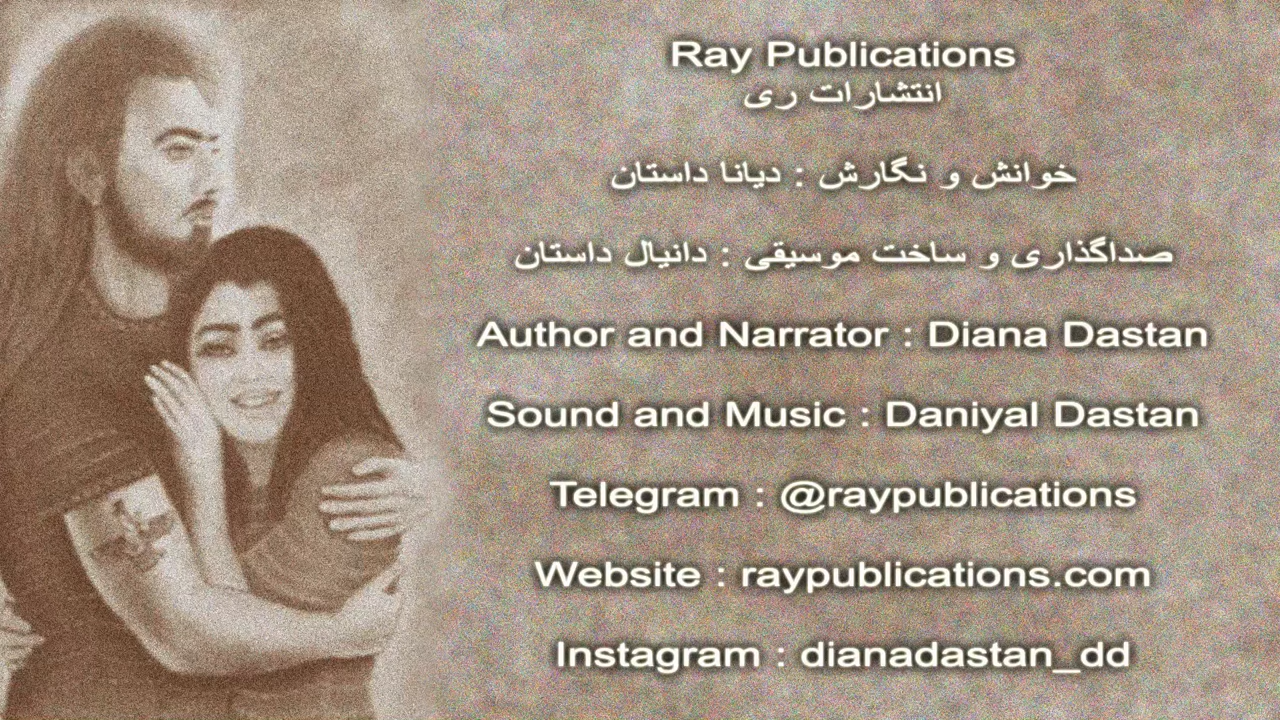 Ray Publications
انتشارات ری
خوانش و نگارش : دیانا داستان
صداگذاری و ساخت موسیقی : دانیال داستان
Author and Narrator : Diana Dastan
Sound and Music : Daniyal Dastan
Telegram : @raypublications
Website : raypublications.com
Instagram : dianadastan_dd